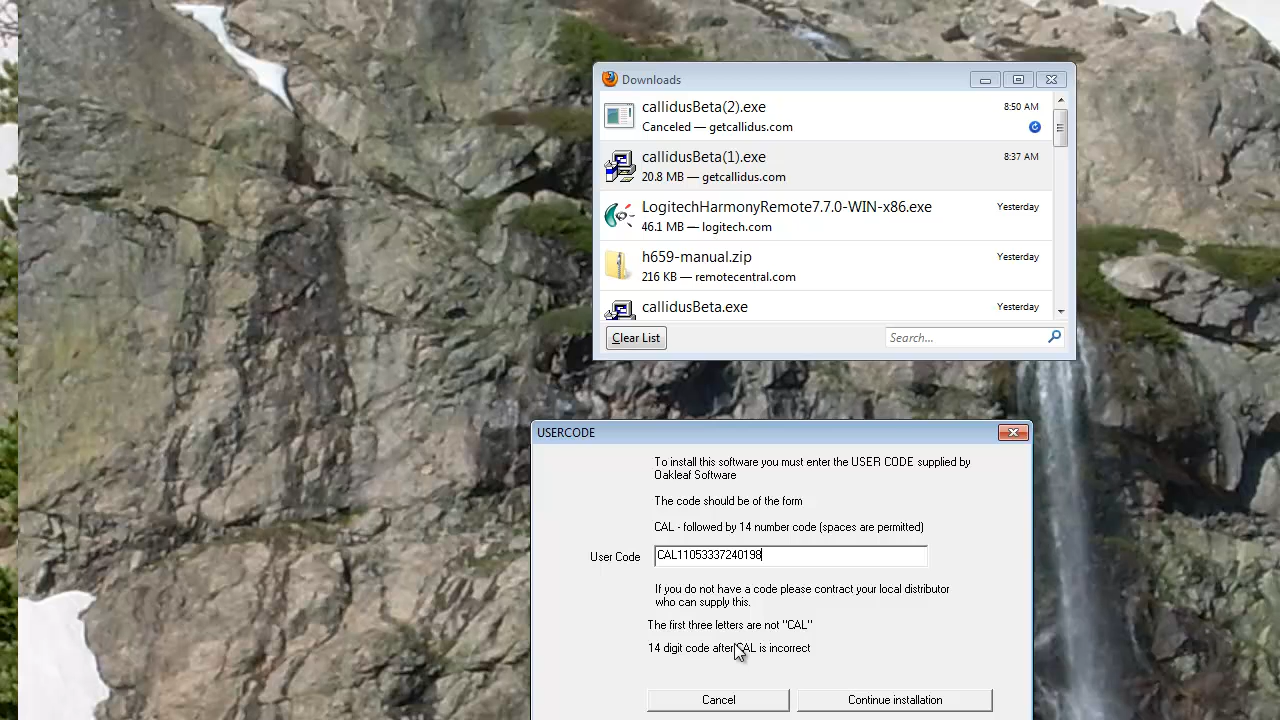 Downloads
callidusBeta(2).exe
8:50 AM
Canceled — getcallidus.com
callidusBeta(1).exe
8:37 AM
20.8 MB — getcallidus.com
LogitechHarmonyRemote7.7.0-WIN-x86.exe
Yesterday
46.1 MB — logitech.com
h659-manual.zip
Yesterday
216 KB — remotecentral.com
callidusBeta.exe
Yesterday
Clear List
Search...
USERCODE
To install this software you must enter the USER CODE supplied by
Oakleaf Software
The code should be of the form
CAL - followed by 14 number code (spaces are permitted)
User Code
CAL11053337240198
If you do not have a code please contract your local distributor
who can supply this.
The first three letters are not "CAL"
14 digit code after CAL is incorrect
Cancel
Continue installation